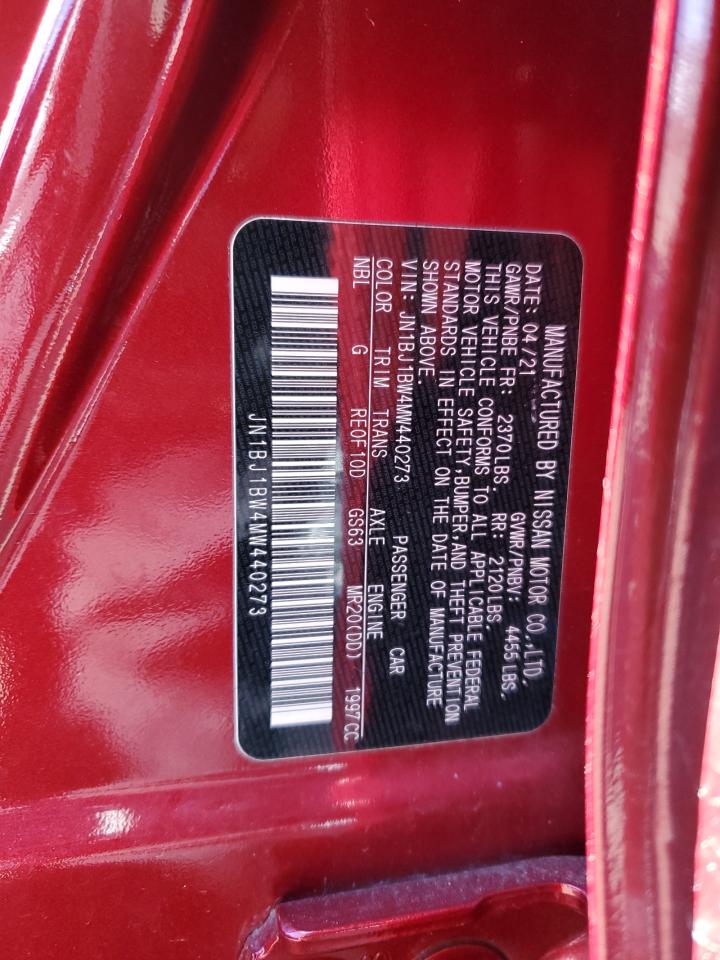 MANUFACTURED BY NISSAN MOTOR CO.,LTD.
DATE: 04/21 GVWR/PNBV: 4455 LBS.
GAWR/PNBE FR: 2370LBS. RR: 2120LBS.
THIS VEHICLE CONFORMS TO ALL APPLICABLE FEDERAL
MOTOR VEHICLE SAFETY,BUMPER,AND THEFT PREVENTION
STANDARDS IN EFFECT ON THE DATE OF MANUFACTURE
SHOWN ABOVE.
VIN: JN1BJ1BW4MW440273 PASSENGER CAR
COLOR TRIM TRANS AXLE ENGINE
NBL G RE0F10D GS63 MR20(DD) 1997CC
JN1BJ1BW4MW440273